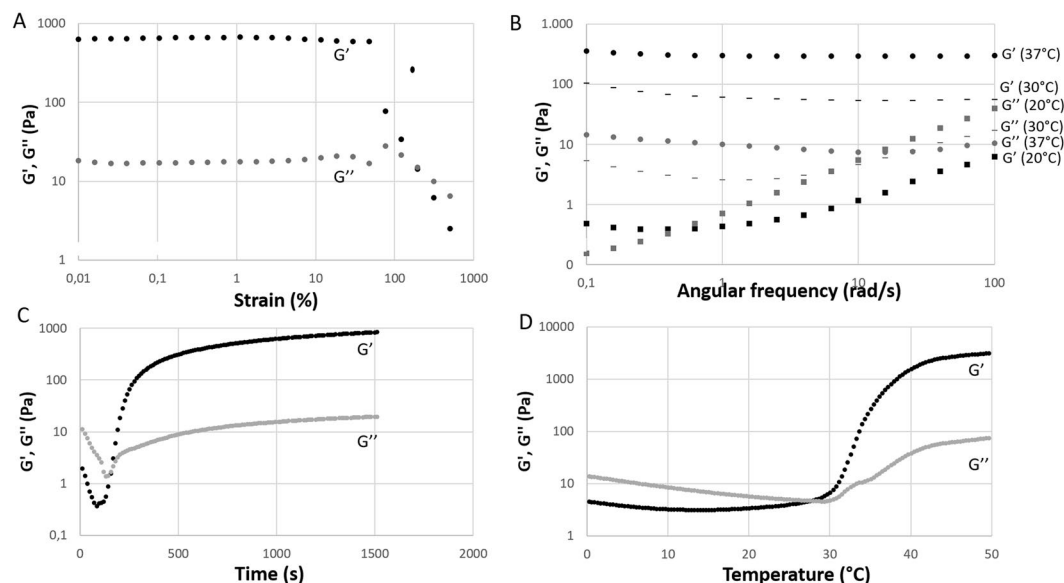 A
1000
100
10
1
G', G'' (Pa)
G'
G''
0,01
0,1
1
10
100
1000
Strain (%)
B
1.000
100
10
1
0
G', G'' (Pa)
G' (37°C)
G' (30°C)
G'' (20°C)
G'' (30°C)
G'' (37°C)
G' (20°C)
0,1
1
10
100
Angular frequency (rad/s)
C
1000
100
10
1
0,1
G', G'' (Pa)
G'
G''
0
500
1000
1500
2000
Time (s)
D
10000
1000
100
10
1
G', G'' (Pa)
G'
G''
0
10
20
30
40
50
Temperature (°C)